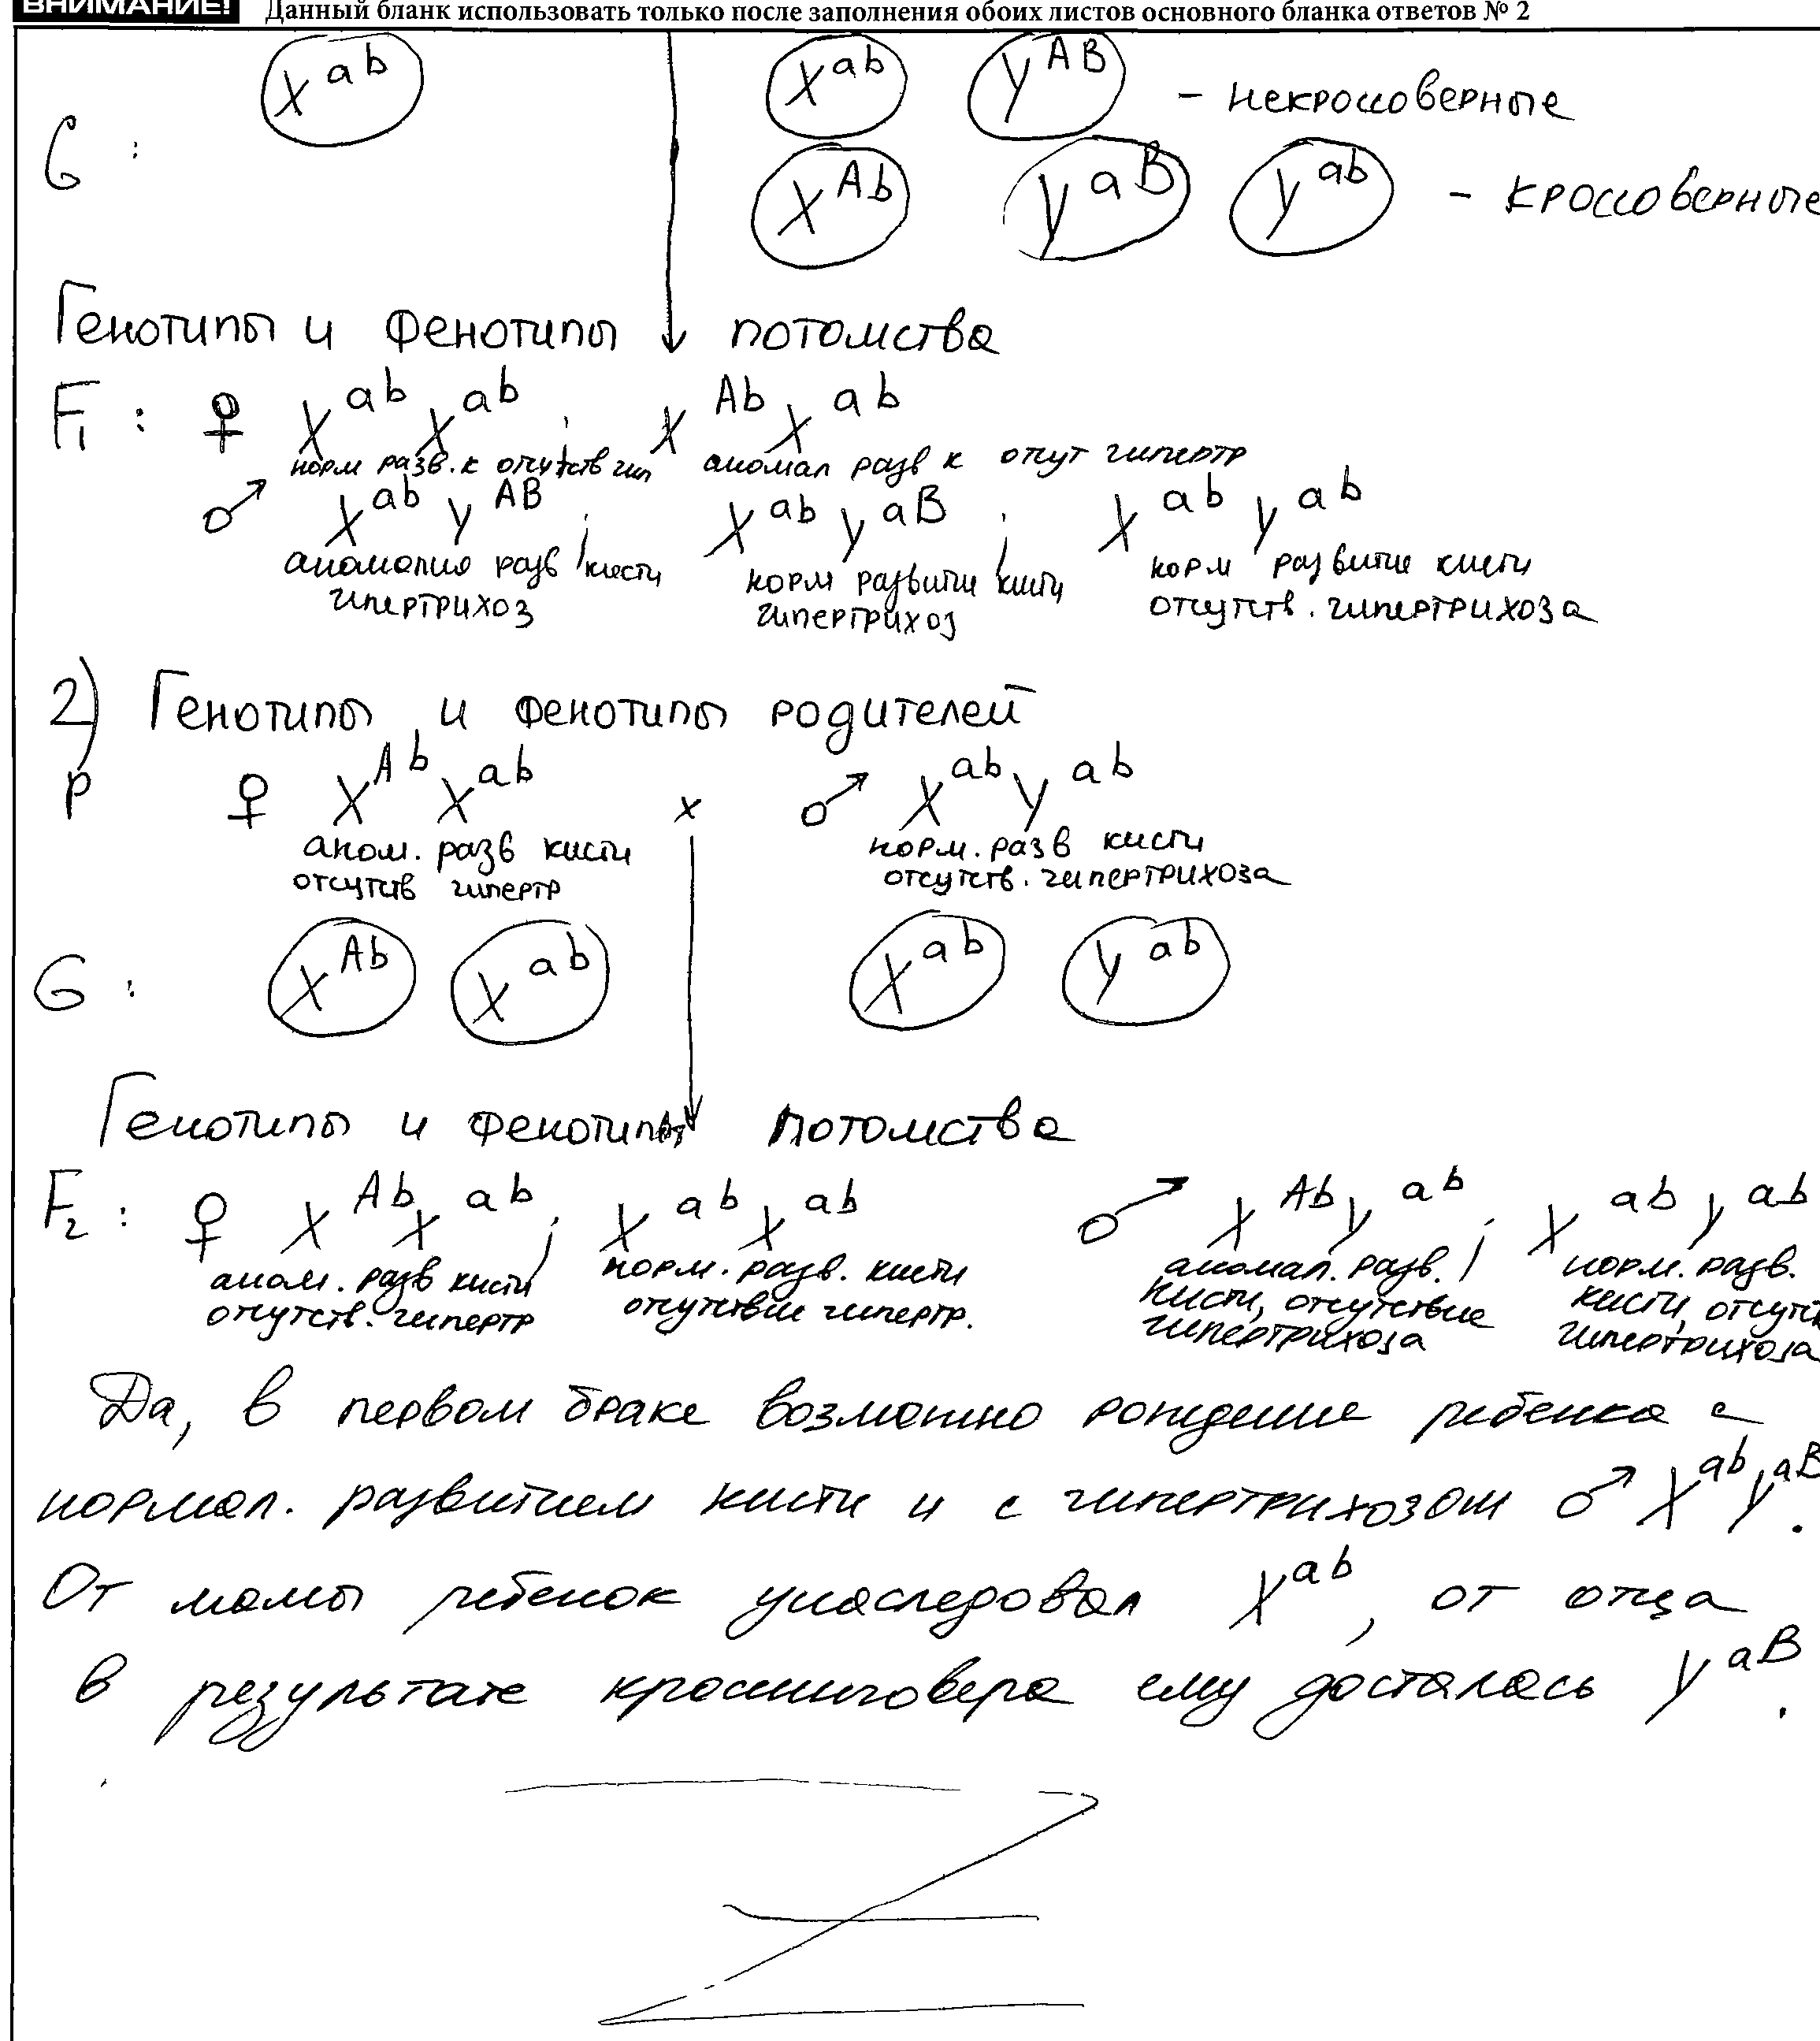 ВНИМАНИЕ! Данный бланк использовать только после заполнения обоих листов основного бланка ответов № 2
X^ab X^ab Y^AB - некроссоверные
G : X^Ab Y^aB Y^ab - кроссоверные
Генотипы и фенотипы потомства
F₁ : ♀ X^ab X^ab ; X^Ab X^ab
норм разв. к отсутств гип аномал разв к отсут гипертр
♂ X^ab Y^AB ; X^ab Y^aB ; X^ab Y^ab
аномалия разв кисти норм развити кисти норм развитие кисти
гипертрихоз гипертрихоз отсутств. гипертрихоза
2) Генотипы и фенотипы родителей
P ♀ X^Ab X^ab x ♂ X^ab Y^ab
аном. разв кисти норм. разв кисти
отсутств гипертр отсутств. гипертрихоза
G : X^Ab X^ab X^ab Y^ab
Генотипы и фенотипы потомства
F₂ : ♀ X^Ab X^ab ; X^ab X^ab ♂ X^Ab Y^ab ; X^ab Y^ab
аном. разв кисти норм. разв. кисти аномал. разв. норм. разв.
отсутств. гипертр отсутствие гипертр. кисти, отсутствие кисти, отсутст
гипертрихоза гипертрихоза
Да, в первом браке возможно рождение ребенка с
нормал. развитием кисти и с гипертрихозом ♂ X^ab Y^aB.
От мамы ребенок унаследовал X^ab, от отца
в результате кроссинговера ему досталась Y^aB.
Z